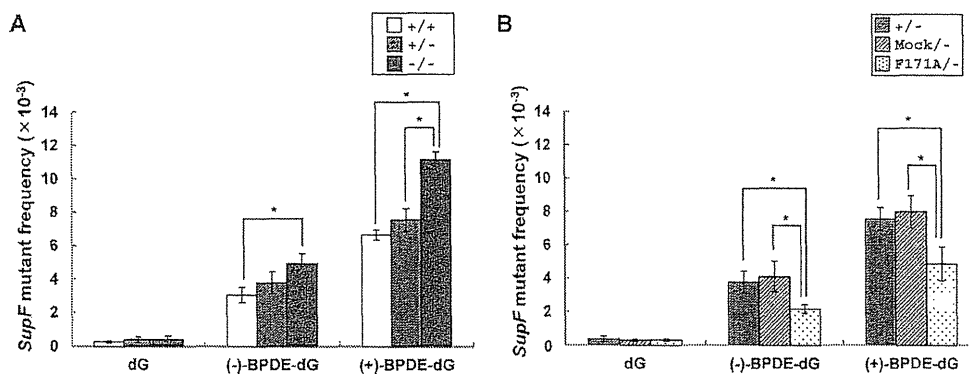 A
+/+
+/-
-/-
SupF mutant frequency (×10⁻³)
14
12
10
8
6
4
2
0
*
*
*
dG
(-)-BPDE-dG
(+)-BPDE-dG
B
+/-
Mock/-
F171A/-
SupF mutant frequency (×10⁻³)
14
12
10
8
6
4
2
0
*
*
*
*
dG
(-)-BPDE-dG
(+)-BPDE-dG